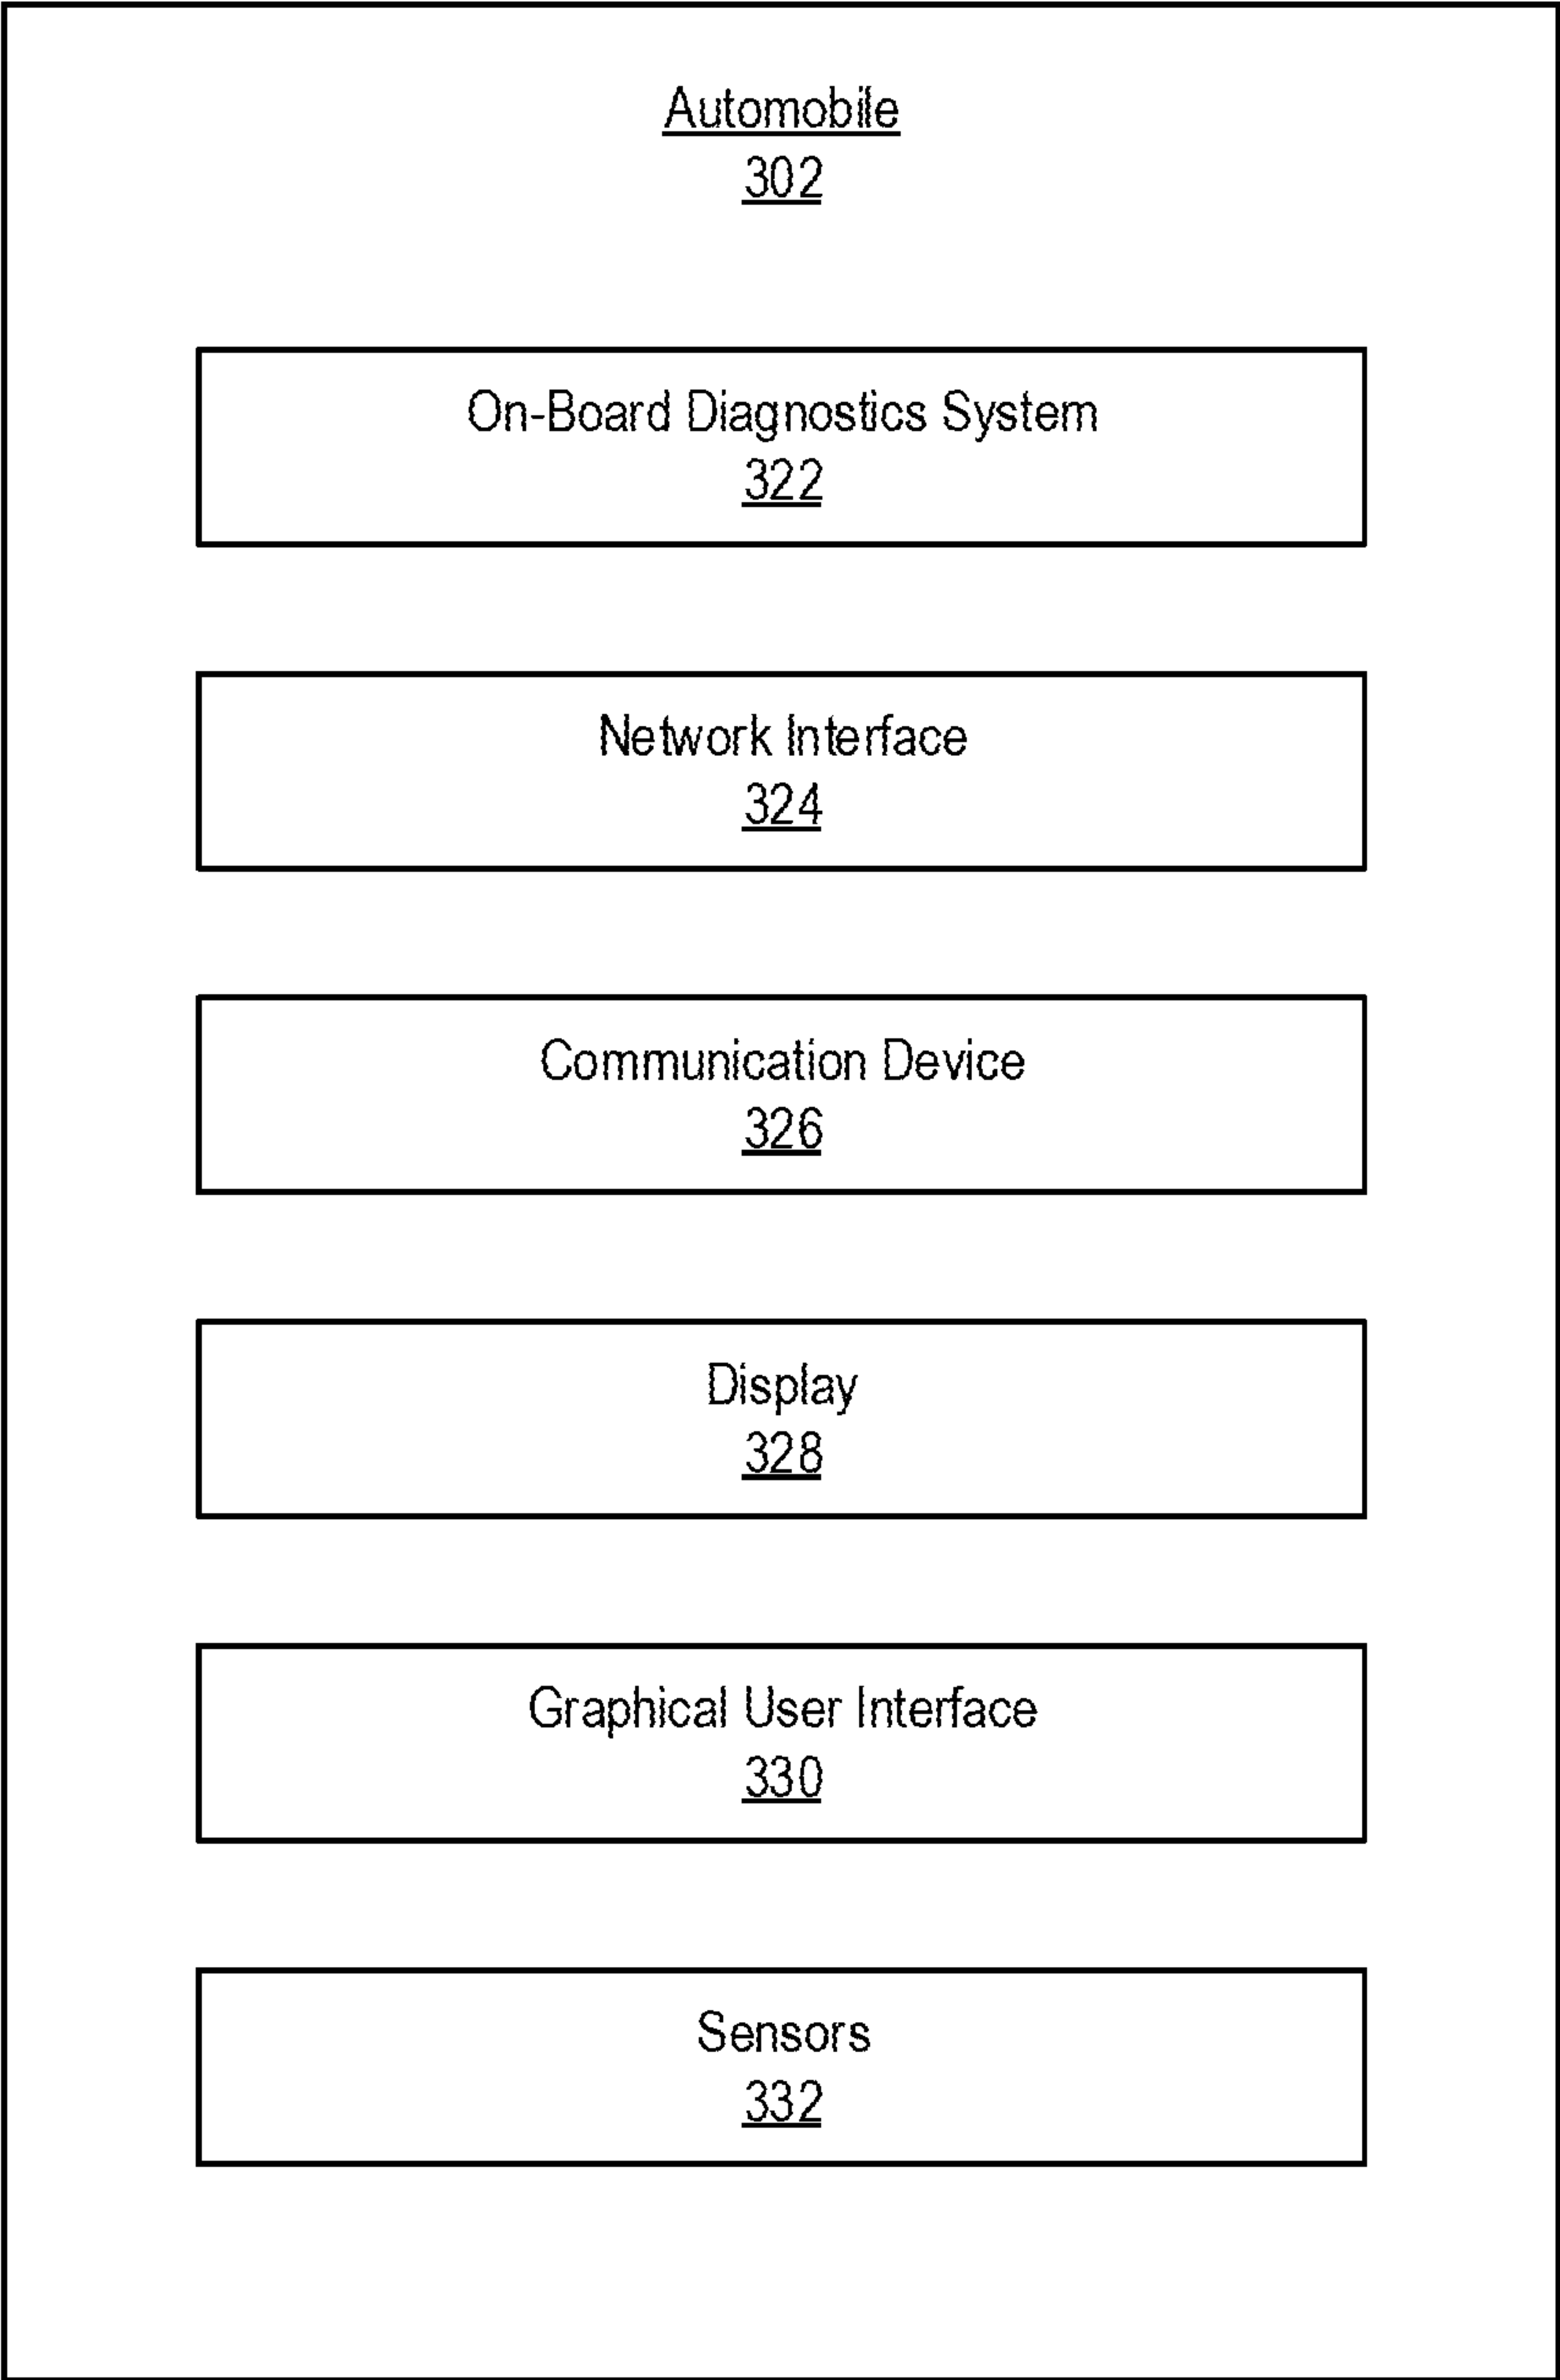 Automobile
302
On-Board Diagnostics System
322
Network Interface
324
Communication Device
326
Display
328
Graphical User Interface
330
Sensors
332